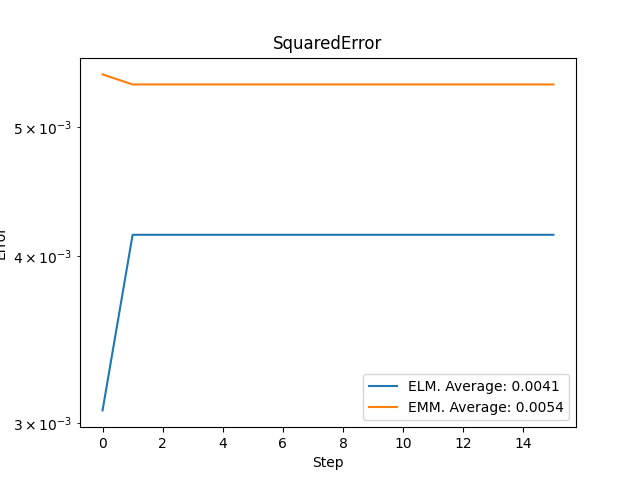 SquaredError
5 × 10⁻³
4 × 10⁻³
3 × 10⁻³
Error
0 2 4 6 8 10 12 14
Step
ELM. Average: 0.0041
EMM. Average: 0.0054